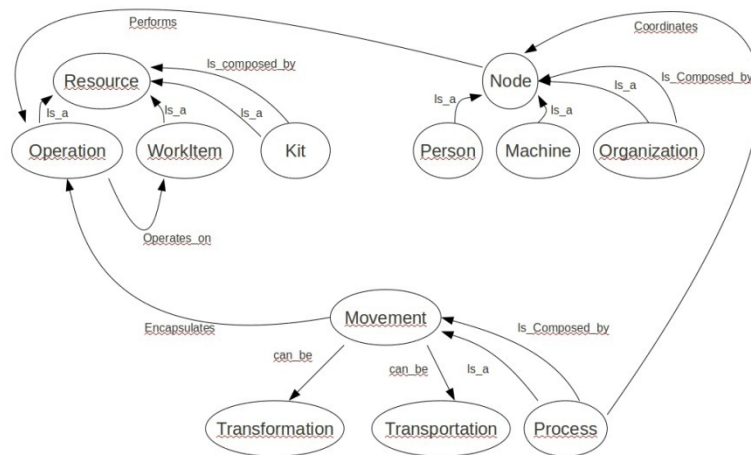 Performs
Coordinates
Is_composed_by
Resource
Node
Is_Composed_by
Is_a
Is_a
Is_a
Is_a
Is_a
Is_a
Operation
WorkItem
Kit
Person
Machine
Organization
Operates_on
Movement
Encapsulates
Is_Composed_by
can_be
can_be
Is_a
Transformation
Transportation
Process